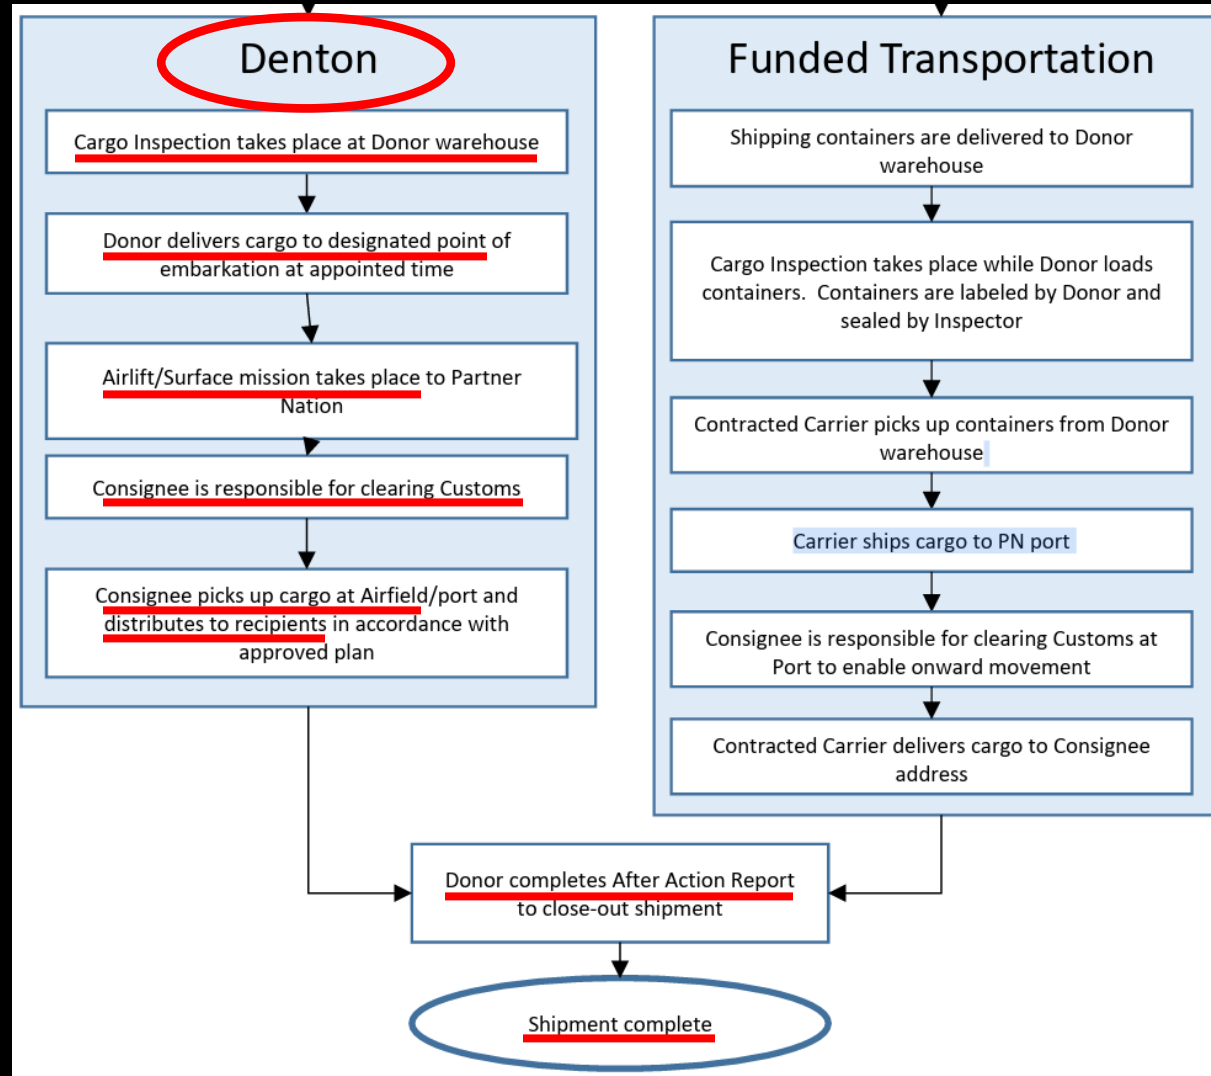 Denton
Cargo Inspection takes place at Donor warehouse
Donor delivers cargo to designated point of
embarkation at appointed time
Airlift/Surface mission takes place to Partner
Nation
Consignee is responsible for clearing Customs
Consignee picks up cargo at Airfield/port and
distributes to recipients in accordance with
approved plan
Funded Transportation
Shipping containers are delivered to Donor
warehouse
Cargo Inspection takes place while Donor loads
containers.  Containers are labeled by Donor and
sealed by Inspector
Contracted Carrier picks up containers from Donor
warehouse
Carrier ships cargo to PN port
Consignee is responsible for clearing Customs at
Port to enable onward movement
Contracted Carrier delivers cargo to Consignee
address
Donor completes After Action Report
to close-out shipment
Shipment complete